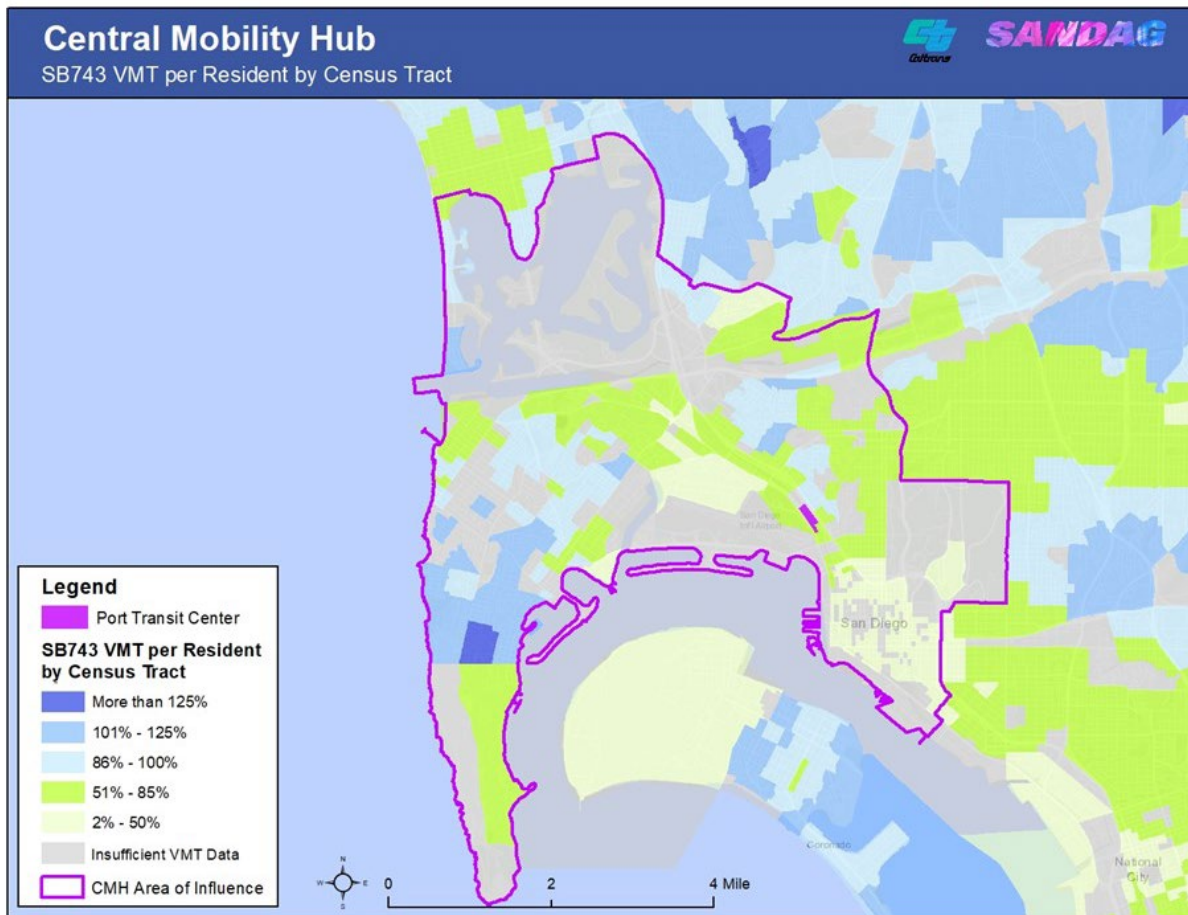 Central Mobility Hub
SB743 VMT per Resident by Census Tract
Caltrans
SANDAG
San Diego
Int'l Airport
San Diego
Coronado
National
City
Legend
Port Transit Center
SB743 VMT per Resident
by Census Tract
More than 125%
101% - 125%
86% - 100%
51% - 85%
2% - 50%
Insufficient VMT Data
CMH Area of Influence
N
W E
S
0 2 4 Mile